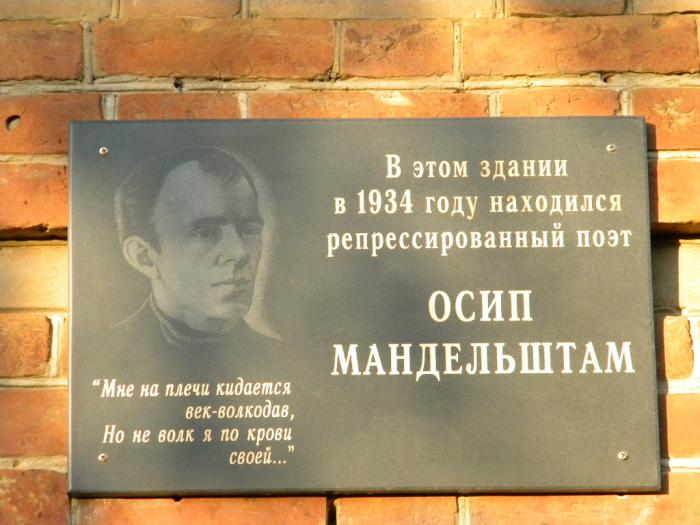 В этом здании
в 1934 году находился
репрессированный поэт
ОСИП
МАНДЕЛЬШТАМ
“Мне на плечи кидается
век-волкодав,
Но не волк я по крови
своей...”